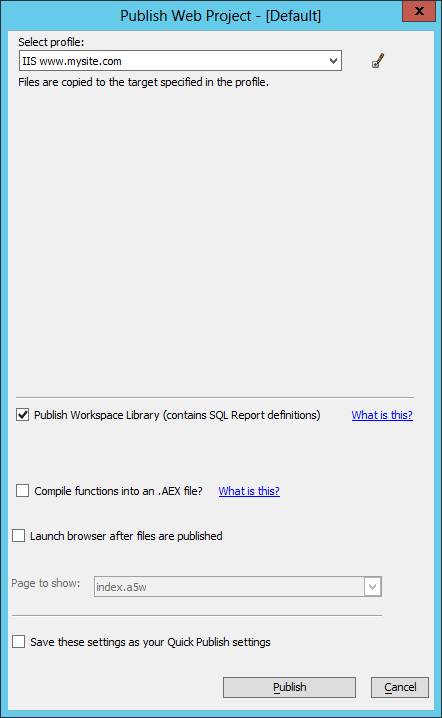 Publish Web Project - [Default]
x
Select profile:
IIS www.mysite.com
Files are copied to the target specified in the profile.
Publish Workspace Library (contains SQL Report definitions) What is this?
Compile functions into an .AEX file? What is this?
Launch browser after files are published
Page to show: index.a5w
Save these settings as your Quick Publish settings
Publish Cancel